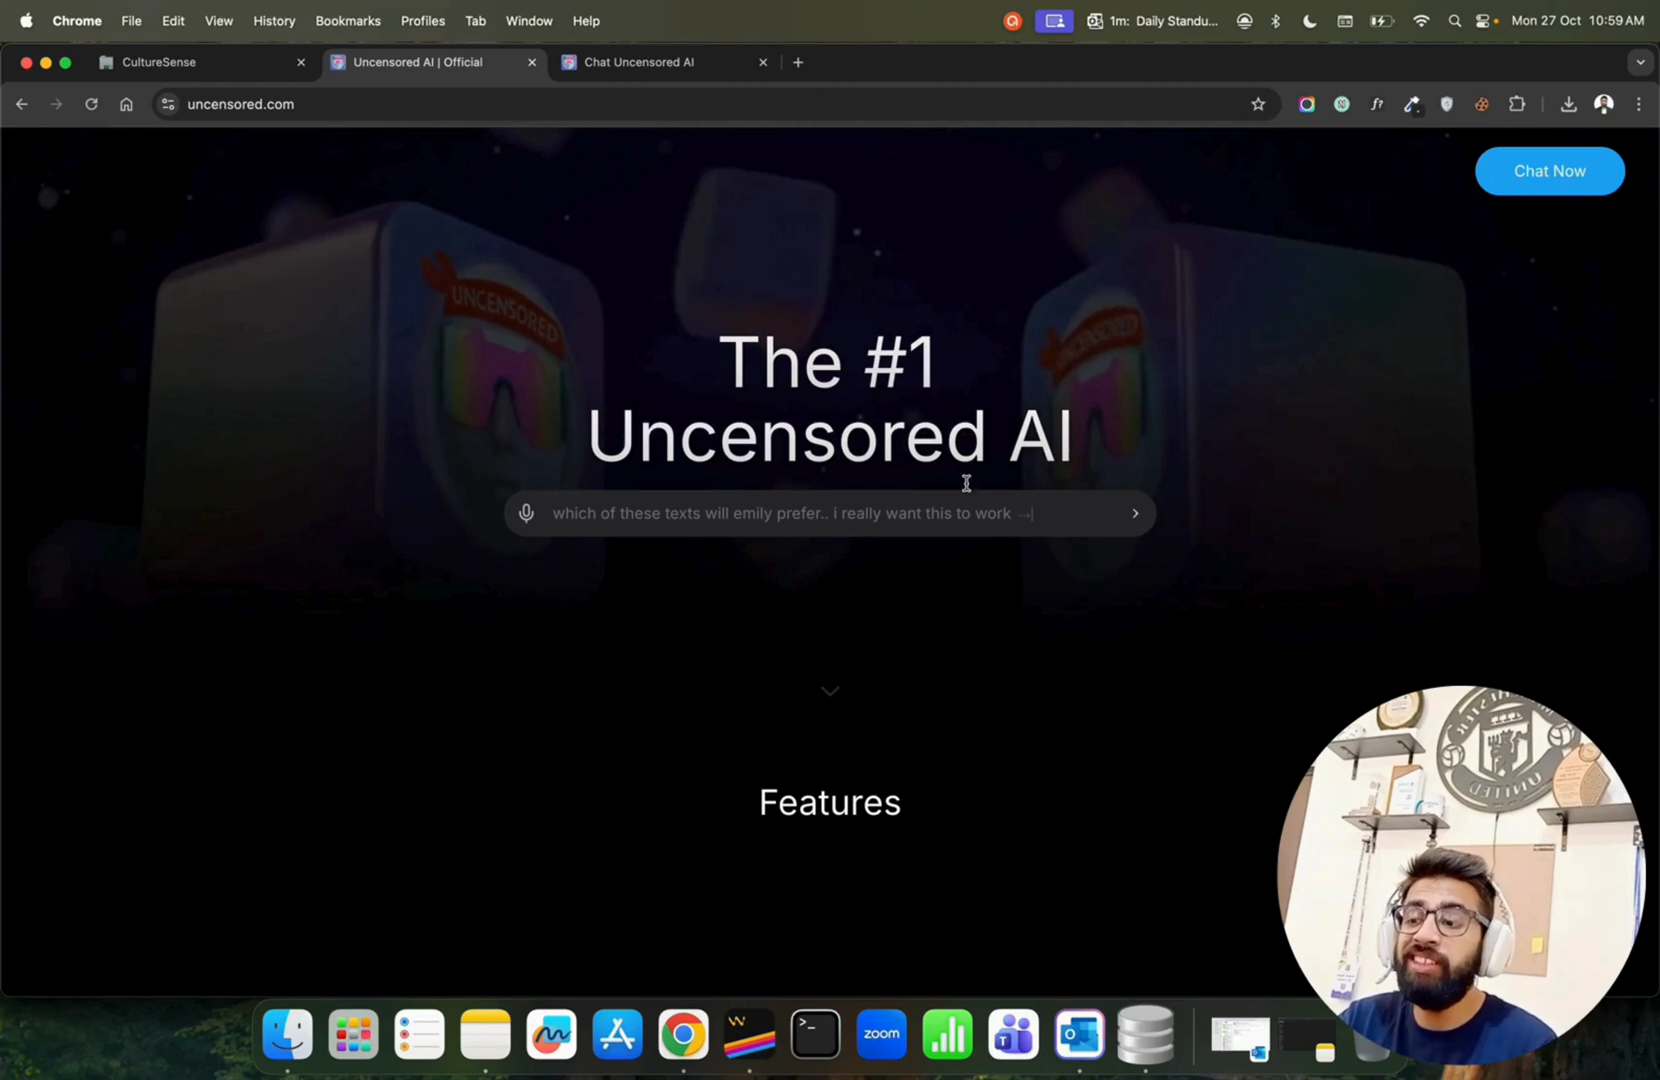 Chrome File Edit View History Bookmarks Profiles Tab Window Help 1m: Daily Standu... Mon 27 Oct 10:59 AM
CultureSense Uncensored AI | Official Chat Uncensored AI
uncensored.com
Chat Now
UNCENSORED
UNCENSORED
The #1
Uncensored AI
which of these texts will emily prefer.. i really want this to work →|
Features
UNITED
zoom